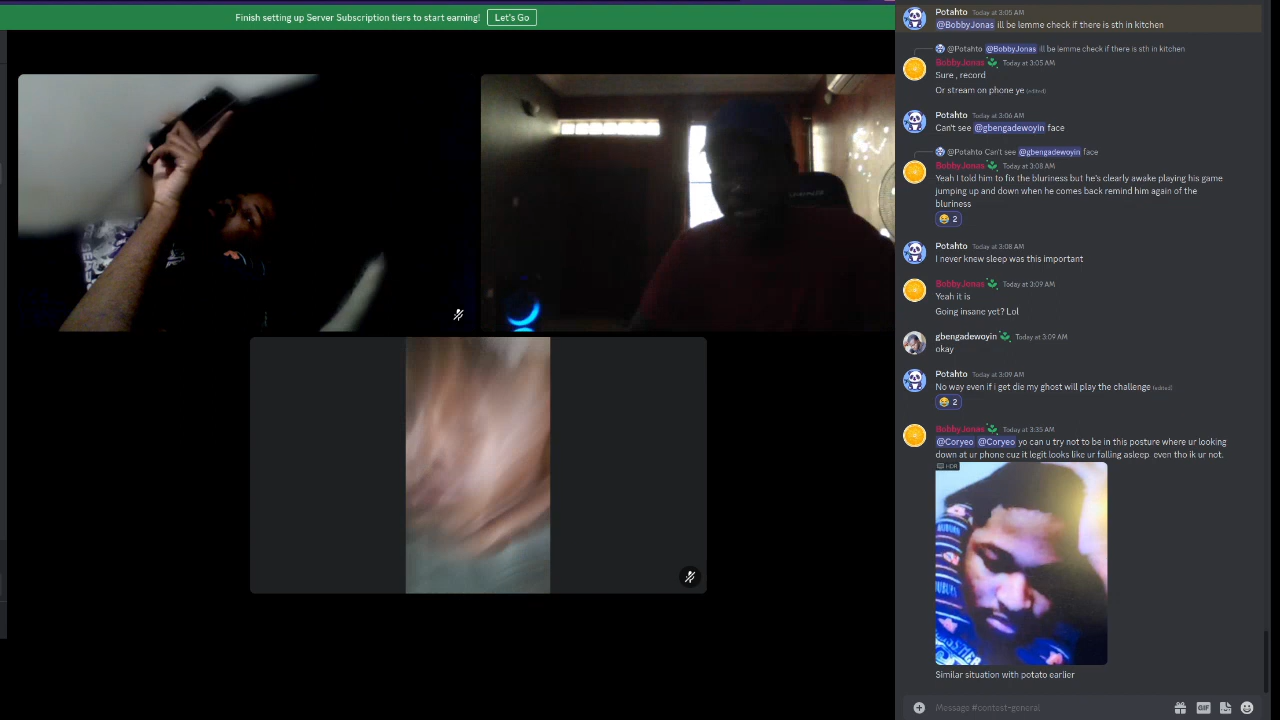 Finish setting up Server Subscription tiers to start earning! Let's Go
Potahto Today at 3:05 AM
@BobbyJonas ill be lemme check if there is sth in kitchen
@Potahto @BobbyJonas ill be lemme check if there is sth in kitchen
BobbyJonas Today at 3:05 AM
Sure , record
Or stream on phone ye (edited)
Potahto Today at 3:06 AM
Can't see @gbengadewoyin face
@Potahto Can't see @gbengadewoyin face
BobbyJonas Today at 3:08 AM
Yeah I told him to fix the bluriness but he's clearly awake playing his game
jumping up and down when he comes back remind him again of the
bluriness
2
Potahto Today at 3:08 AM
I never knew sleep was this important
BobbyJonas Today at 3:09 AM
Yeah it is
Going insane yet? Lol
gbengadewoyin Today at 3:09 AM
okay
Potahto Today at 3:09 AM
No way even if i get die my ghost will play the challenge (edited)
2
BobbyJonas Today at 3:35 AM
@Coryeo @Coryeo yo can u try not to be in this posture where ur looking
down at ur phone cuz it legit looks like ur falling asleep even tho ik ur not.
HDR
Similar situation with potato earlier
Message #contest-general
GIF